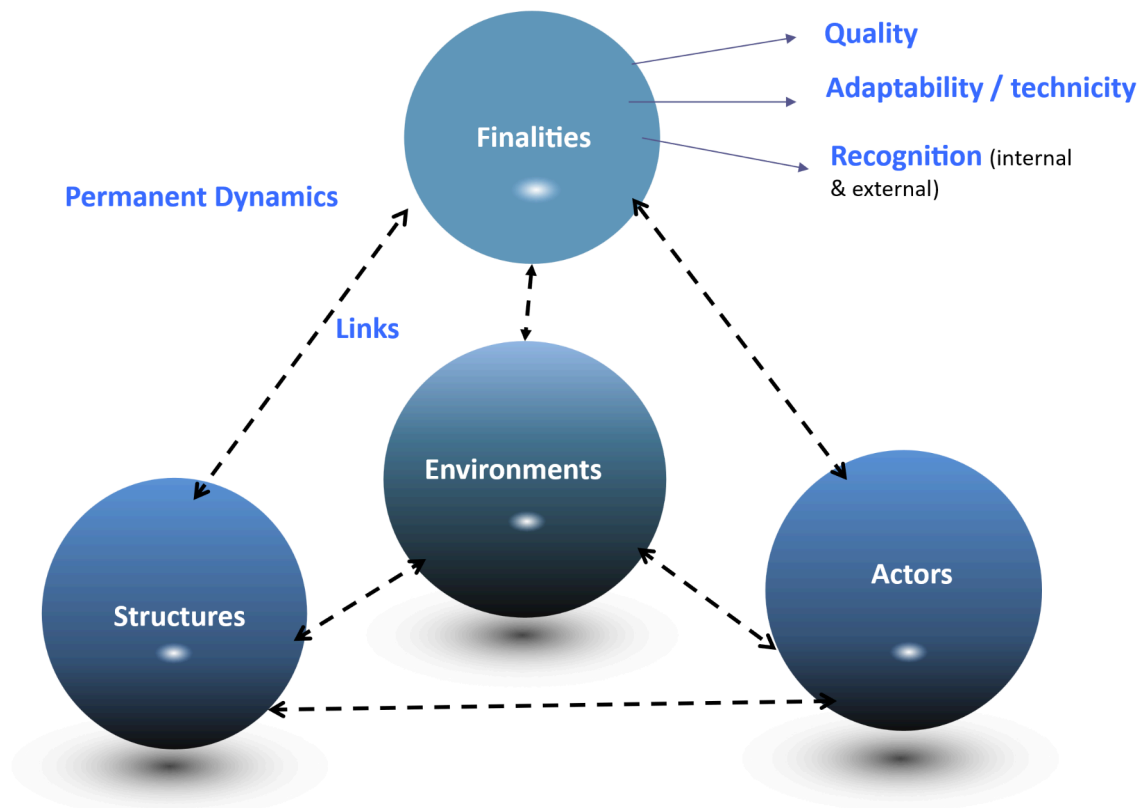 Quality
Adaptability / technicity
Finalities
Recognition (internal
& external)
Permanent Dynamics
Links
Environments
Actors
Structures